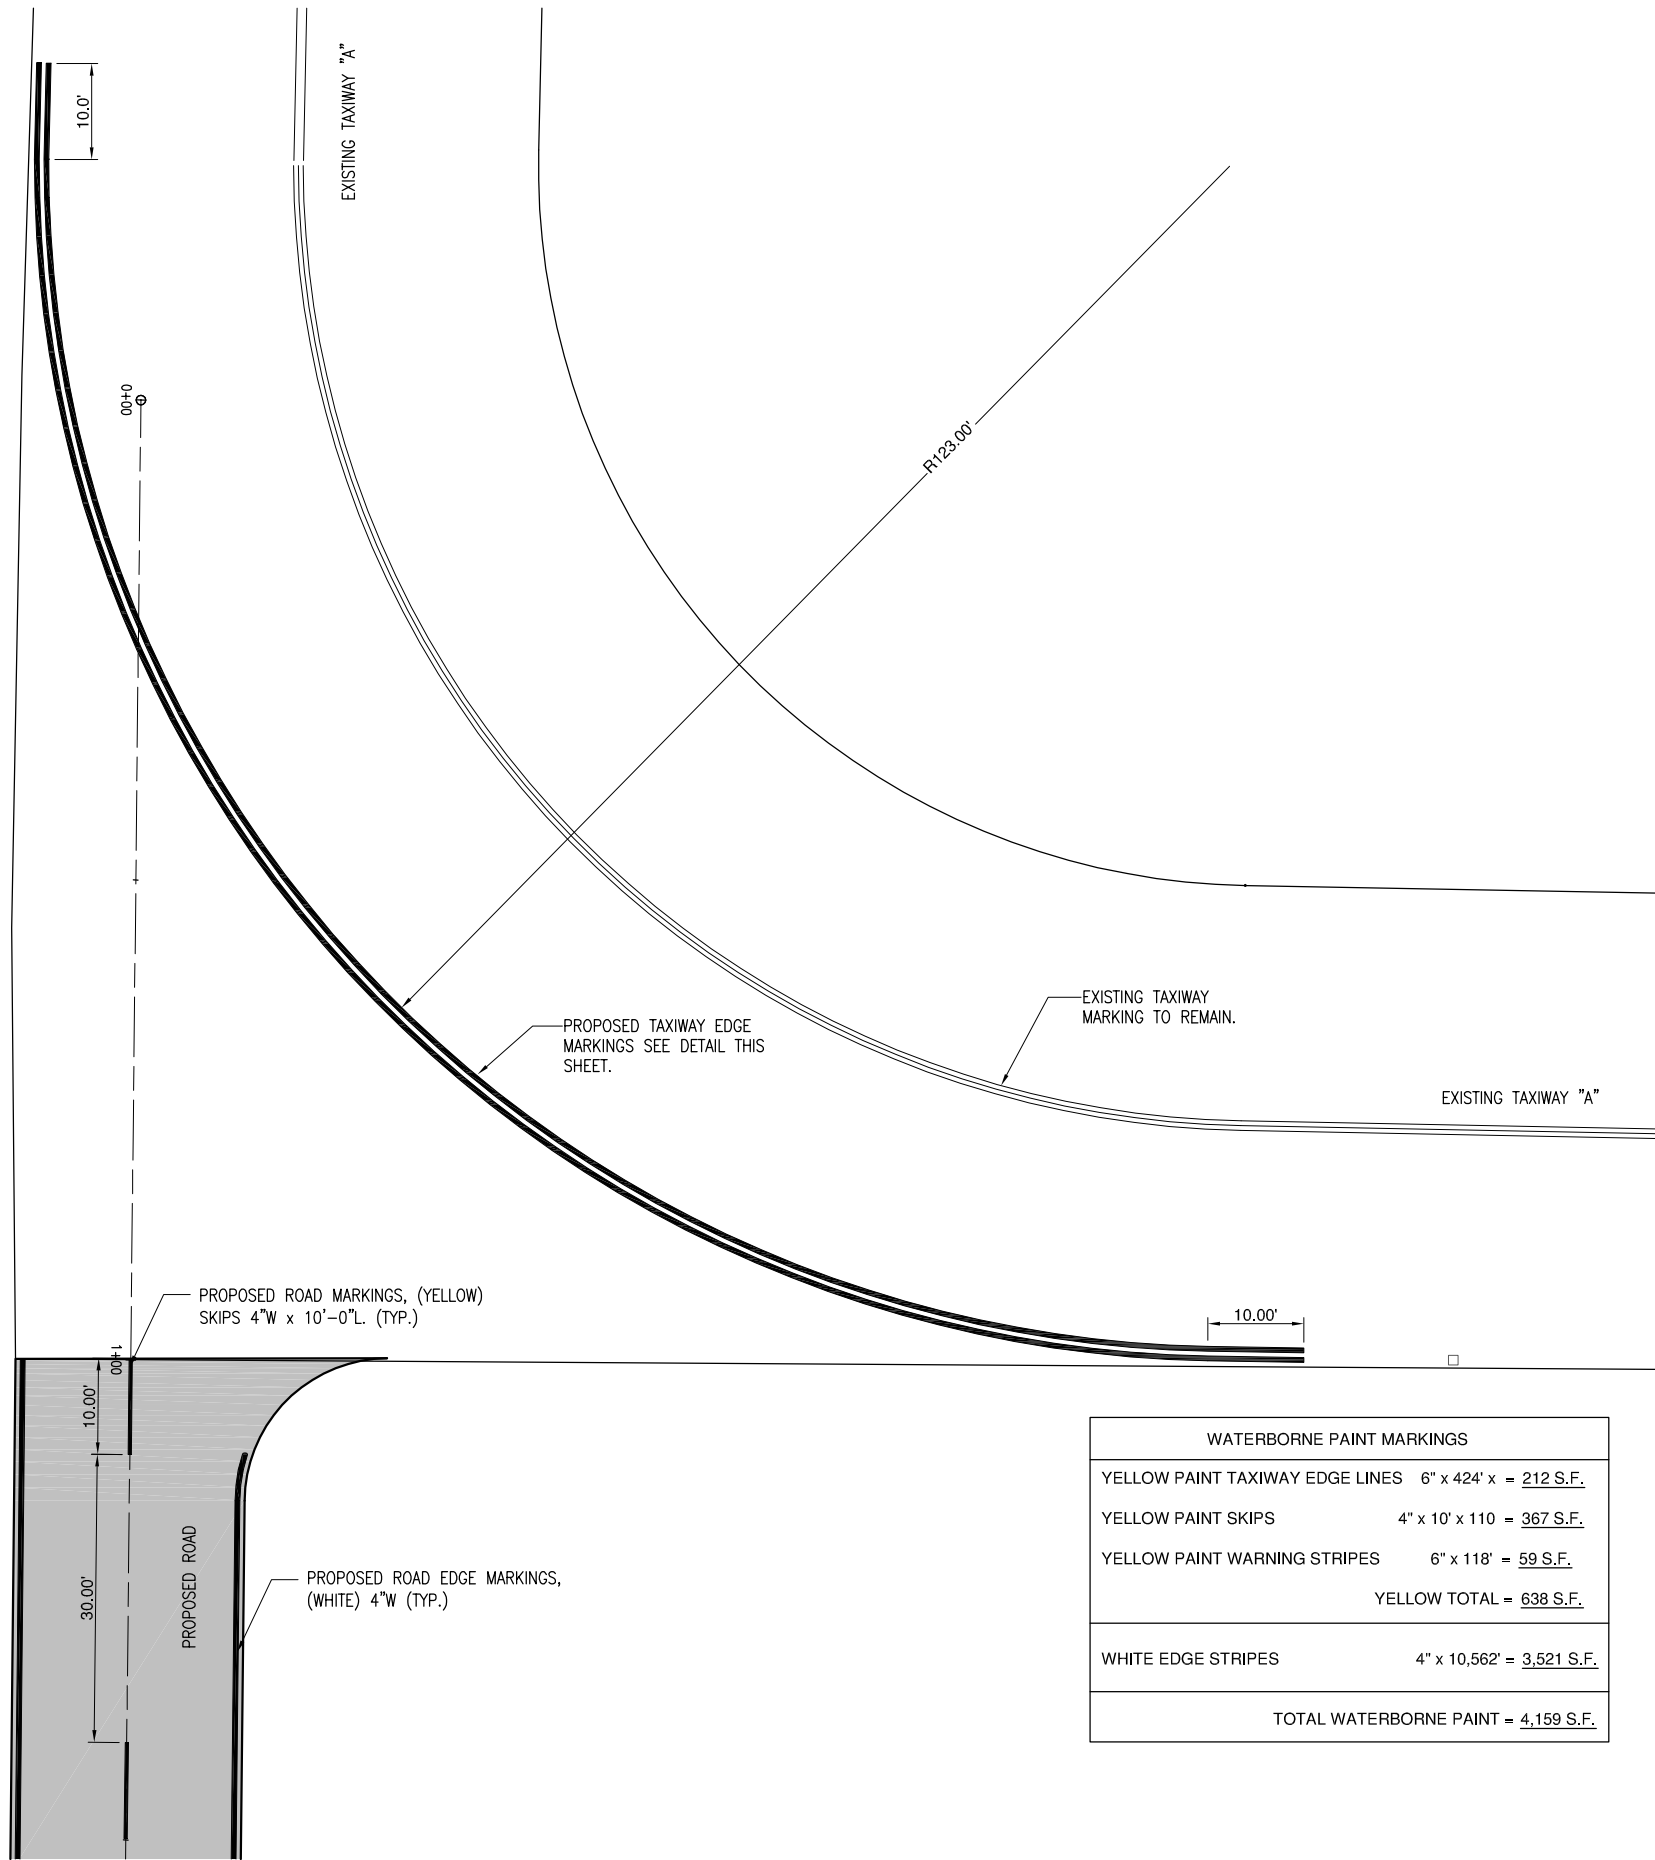 EXISTING TAXIWAY "A"
10.0'
0+00
R123.00'
PROPOSED TAXIWAY EDGE
MARKINGS SEE DETAIL THIS
SHEET.
EXISTING TAXIWAY
MARKING TO REMAIN.
EXISTING TAXIWAY "A"
PROPOSED ROAD MARKINGS, (YELLOW)
SKIPS 4"W x 10'-0"L. (TYP.)
10.00'
1+00
10.00'
30.00'
PROPOSED ROAD
PROPOSED ROAD EDGE MARKINGS,
(WHITE) 4"W (TYP.)
WATERBORNE PAINT MARKINGS
YELLOW PAINT TAXIWAY EDGE LINES 6" x 424' x = 212 S.F.
YELLOW PAINT SKIPS 4" x 10' x 110 = 367 S.F.
YELLOW PAINT WARNING STRIPES 6" x 118' = 59 S.F.
YELLOW TOTAL = 638 S.F.
WHITE EDGE STRIPES 4" x 10,562' = 3,521 S.F.
TOTAL WATERBORNE PAINT = 4,159 S.F.